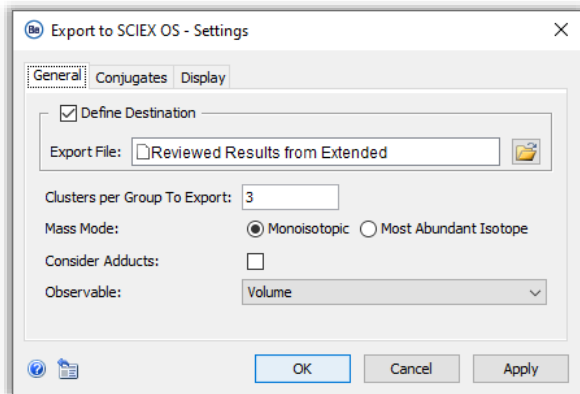 Be Export to SCIEX OS - Settings
General Conjugates Display
Define Destination
Export File: Reviewed Results from Extended
Clusters per Group To Export: 3
Mass Mode: Monoisotopic Most Abundant Isotope
Consider Adducts:
Observable: Volume
? OK Cancel Apply